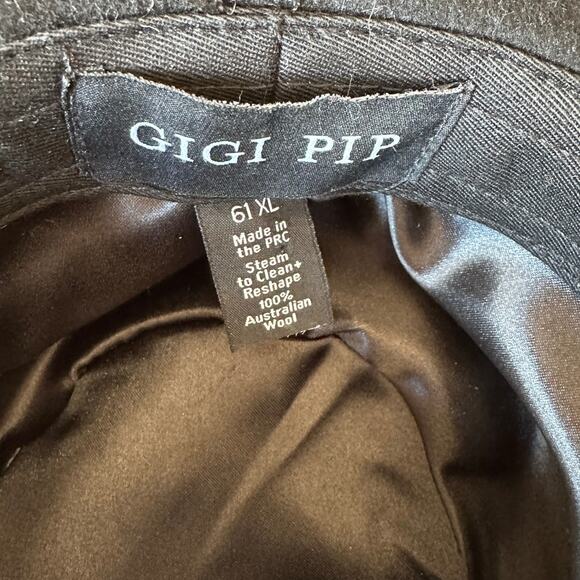 GIGI PIP
61 XL
Made in
the PRC
Steam
to Clean+
Reshape
100%
Australian
Wool